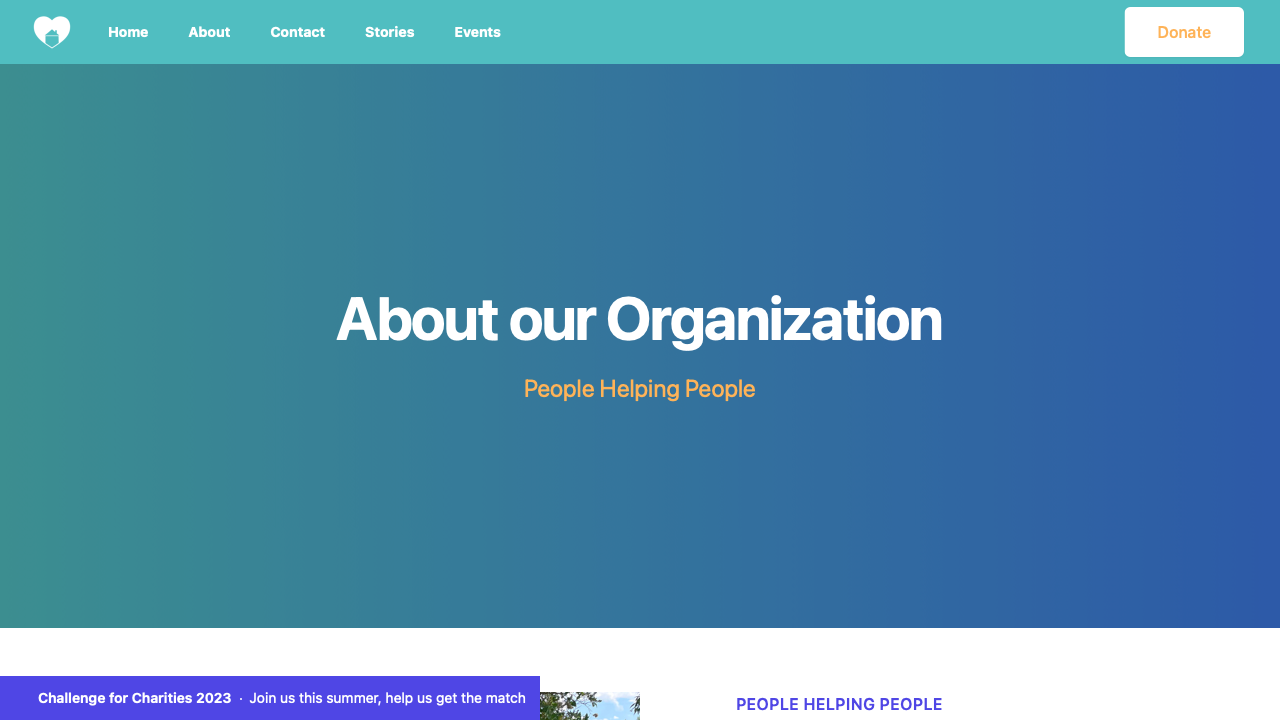 Home About Contact Stories Events Donate
About our Organization
People Helping People
Challenge for Charities 2023 · Join us this summer, help us get the match
PEOPLE HELPING PEOPLE